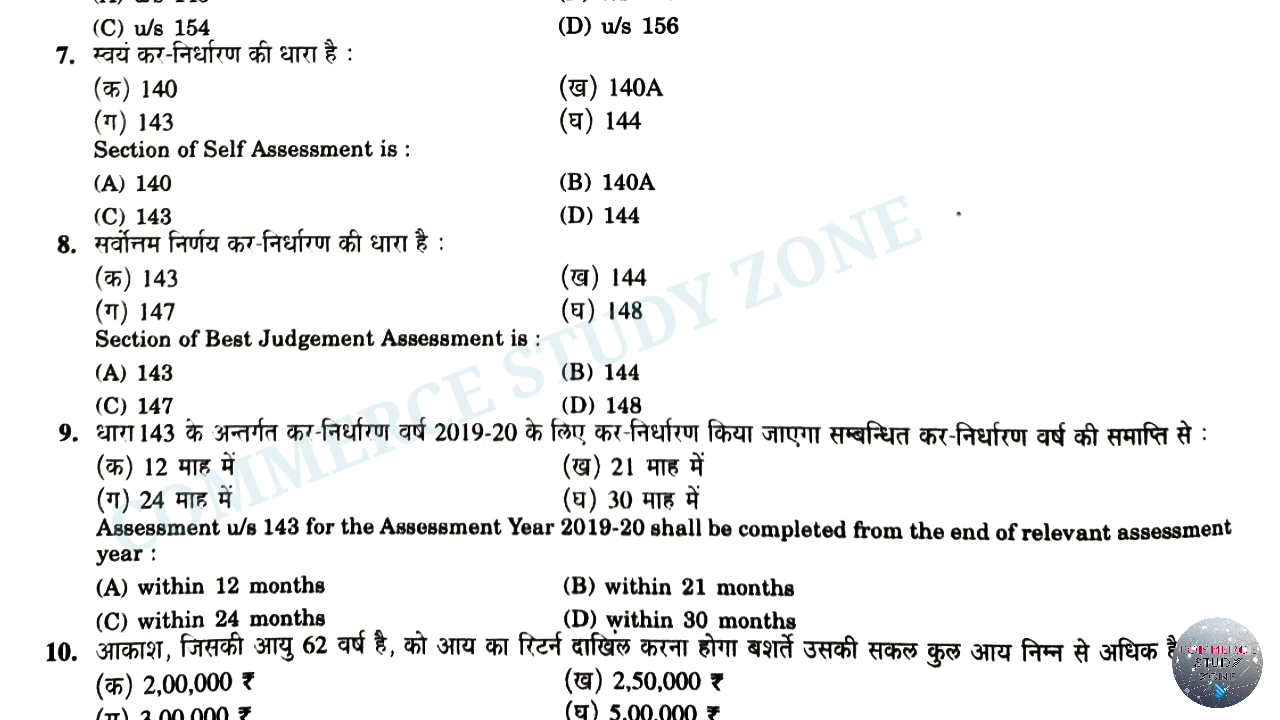 (C) u/s 154 (D) u/s 156
7. स्वयं कर-निर्धारण की धारा है :
(क) 140 (ख) 140A
(ग) 143 (घ) 144
Section of Self Assessment is :
(A) 140 (B) 140A
(C) 143 (D) 144
8. सर्वोत्तम निर्णय कर-निर्धारण की धारा है :
(क) 143 (ख) 144
(ग) 147 (घ) 148
Section of Best Judgement Assessment is :
(A) 143 (B) 144
(C) 147 (D) 148
9. धारा 143 के अन्तर्गत कर-निर्धारण वर्ष 2019-20 के लिए कर-निर्धारण किया जाएगा सम्बन्धित कर-निर्धारण वर्ष की समाप्ति से :
(क) 12 माह में (ख) 21 माह में
(ग) 24 माह में (घ) 30 माह में
Assessment u/s 143 for the Assessment Year 2019-20 shall be completed from the end of relevant assessment
year :
(A) within 12 months (B) within 21 months
(C) within 24 months (D) within 30 months
10. आकाश, जिसकी आयु 62 वर्ष है, को आय का रिटर्न दाखिल करना होगा बशर्ते उसकी सकल कुल आय निम्न से अधिक है
(क) 2,00,000 ₹ (ख) 2,50,000 ₹
(ग) 3,00,000 ₹ (घ) 5,00,000 ₹
COMMERCE STUDY ZONE
COMMERCE
STUDY
ZONE